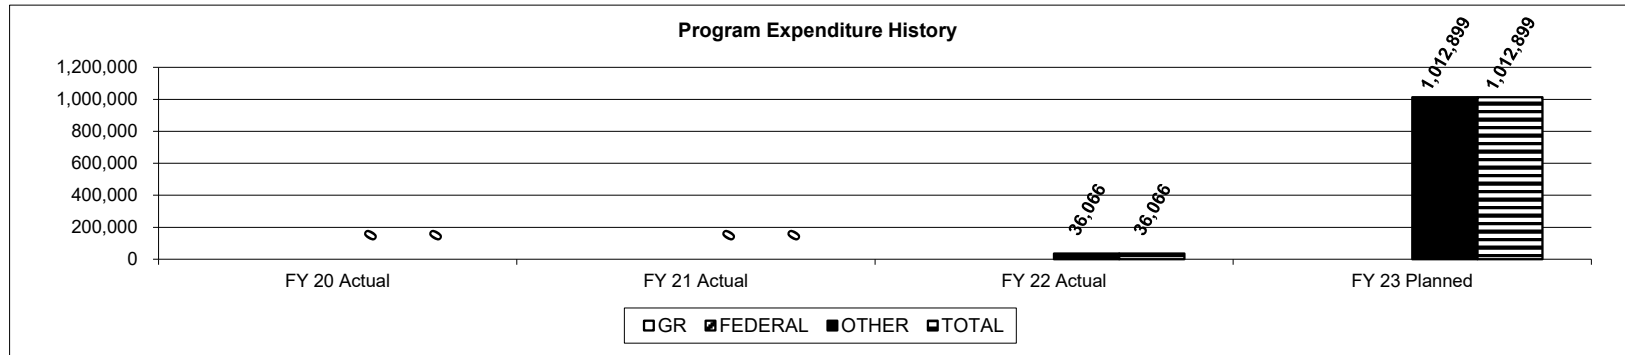 Program Expenditure History
1,200,000
1,000,000
800,000
600,000
400,000
200,000
0
0
0
0
0
36,066
36,066
1,012,899
1,012,899
FY 20 Actual
FY 21 Actual
FY 22 Actual
FY 23 Planned
GR FEDERAL OTHER TOTAL